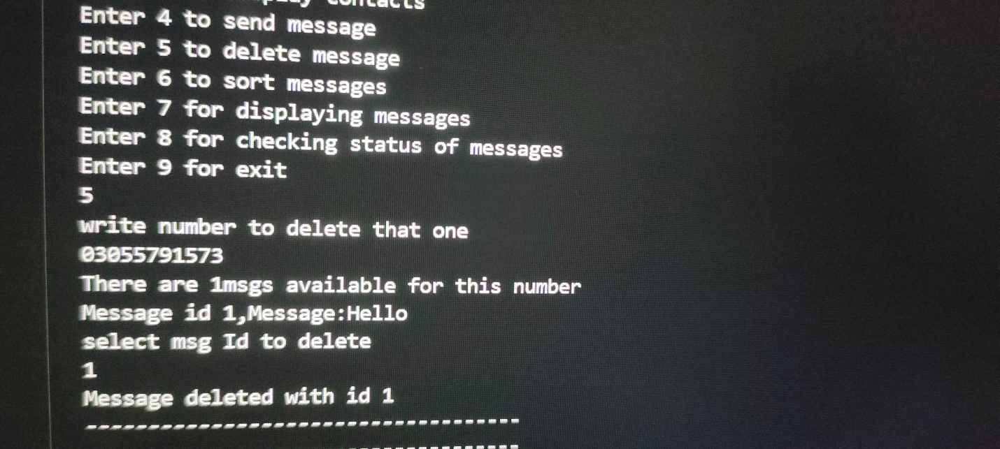 contacts
Enter 4 to send message
Enter 5 to delete message
Enter 6 to sort messages
Enter 7 for displaying messages
Enter 8 for checking status of messages
Enter 9 for exit
5
write number to delete that one
03055791573
There are 1msgs available for this number
Message id 1,Message:Hello
select msg Id to delete
1
Message deleted with id 1
-----------------------------------